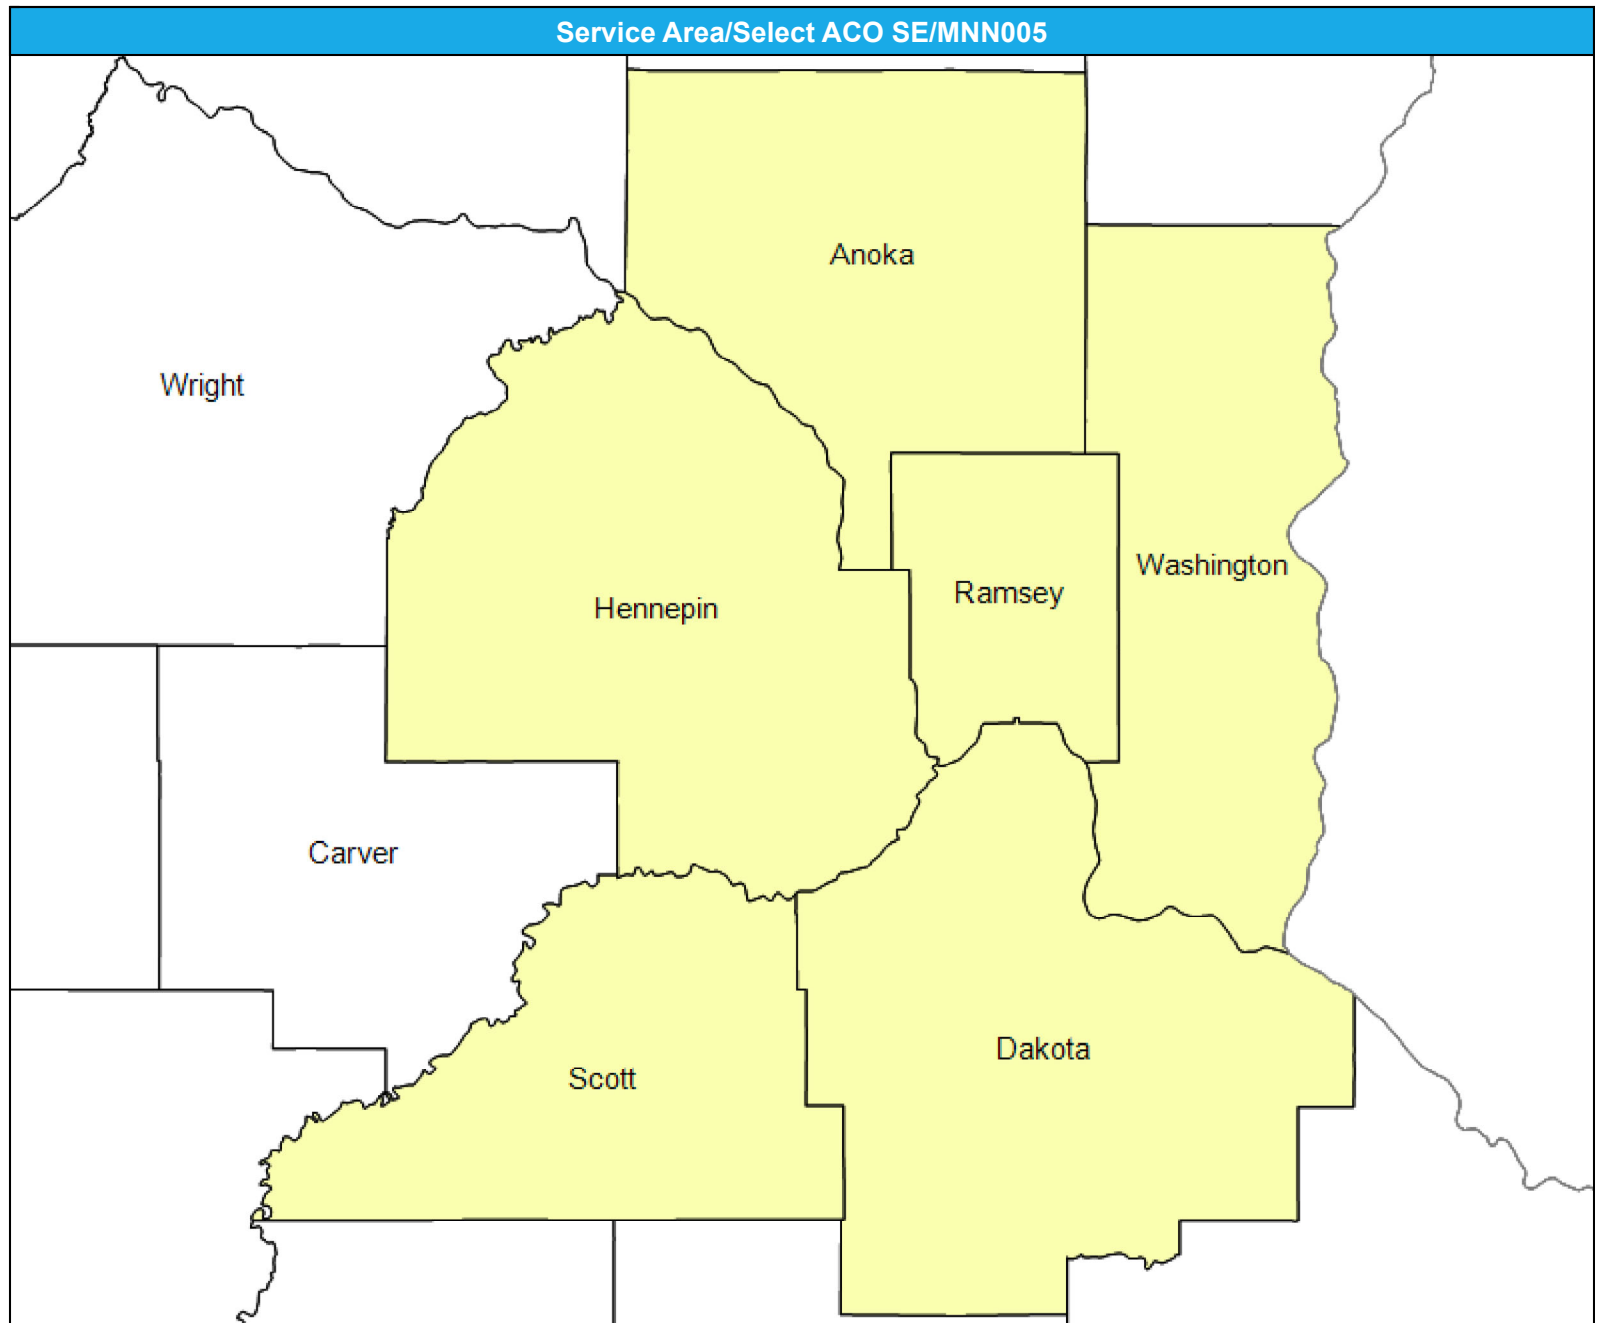 Service Area/Select ACO SE/MNN005
Anoka
Wright
Washington
Ramsey
Hennepin
Carver
Dakota
Scott